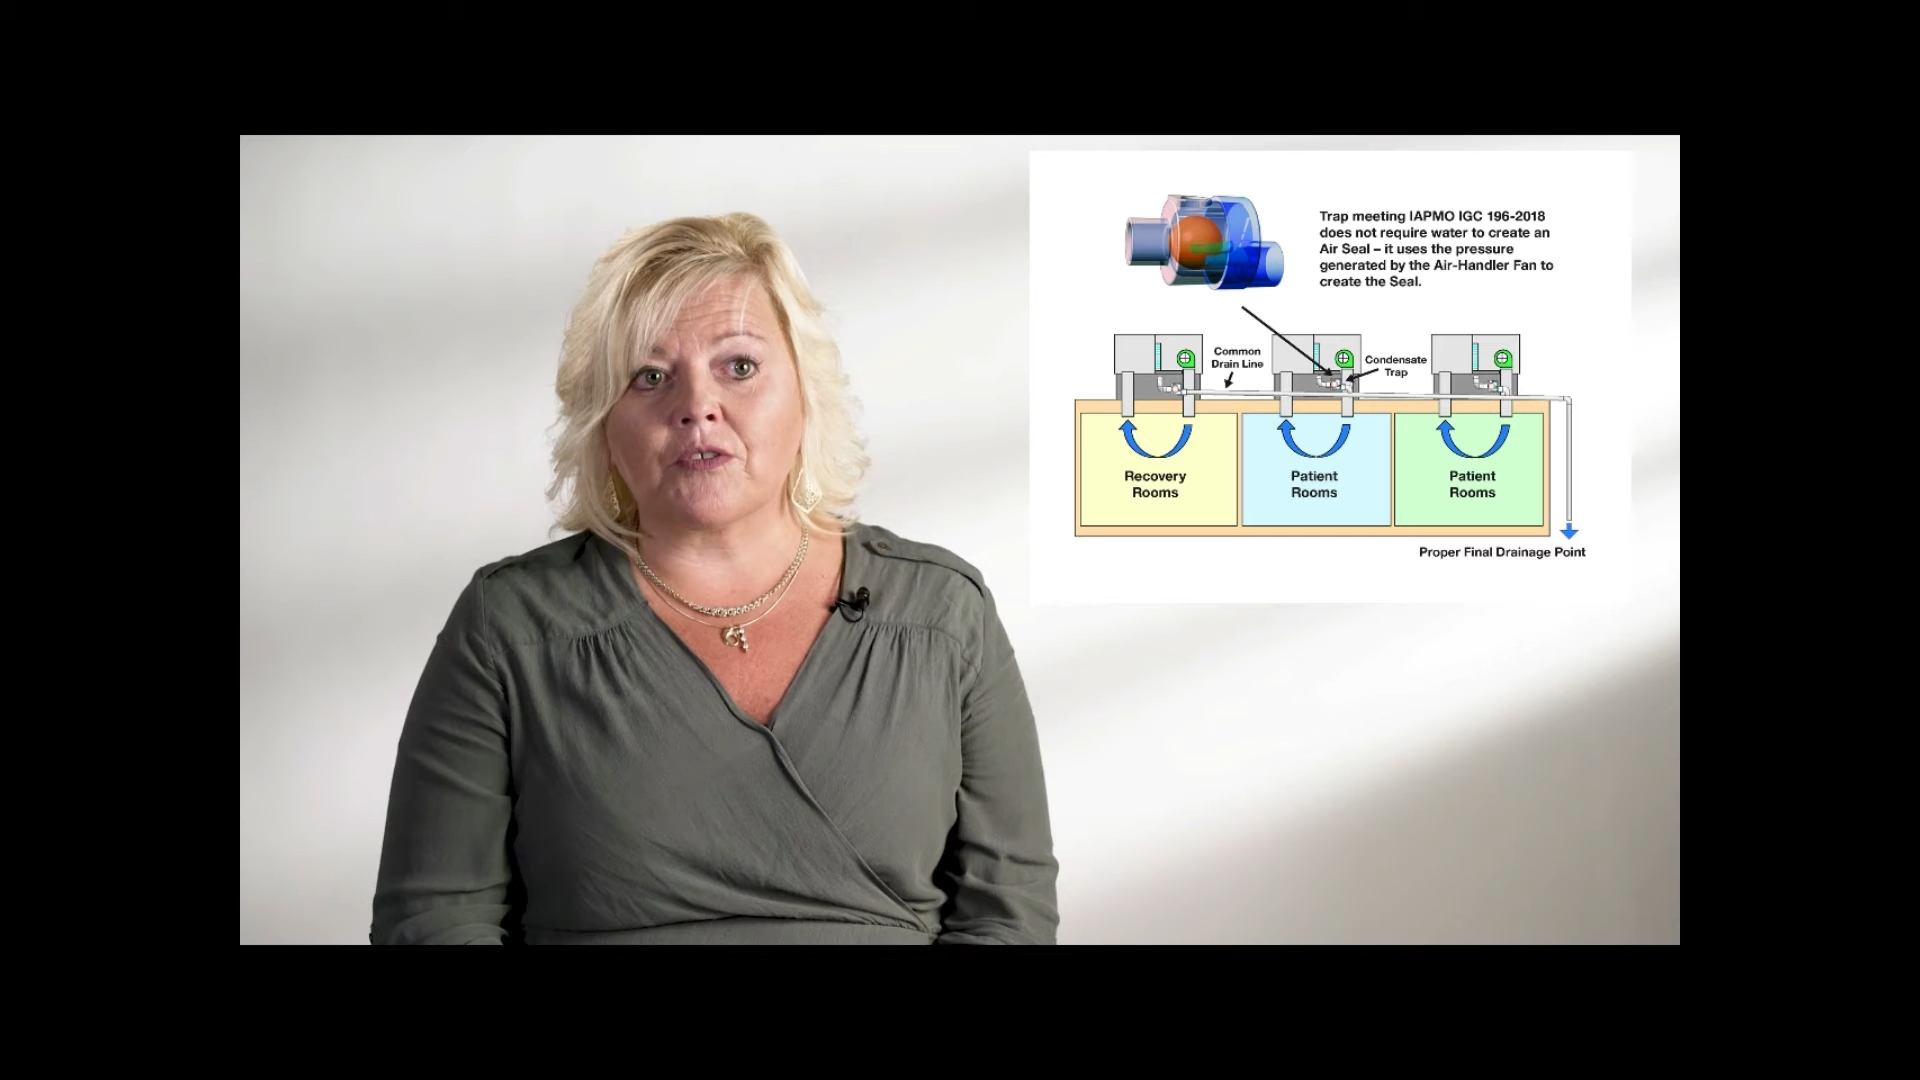 Trap meeting IAPMO IGC 196-2018
does not require water to create an
Air Seal – it uses the pressure
generated by the Air-Handler Fan to
create the Seal.
Common
Drain Line
Condensate
Trap
Recovery
Rooms
Patient
Rooms
Patient
Rooms
Proper Final Drainage Point